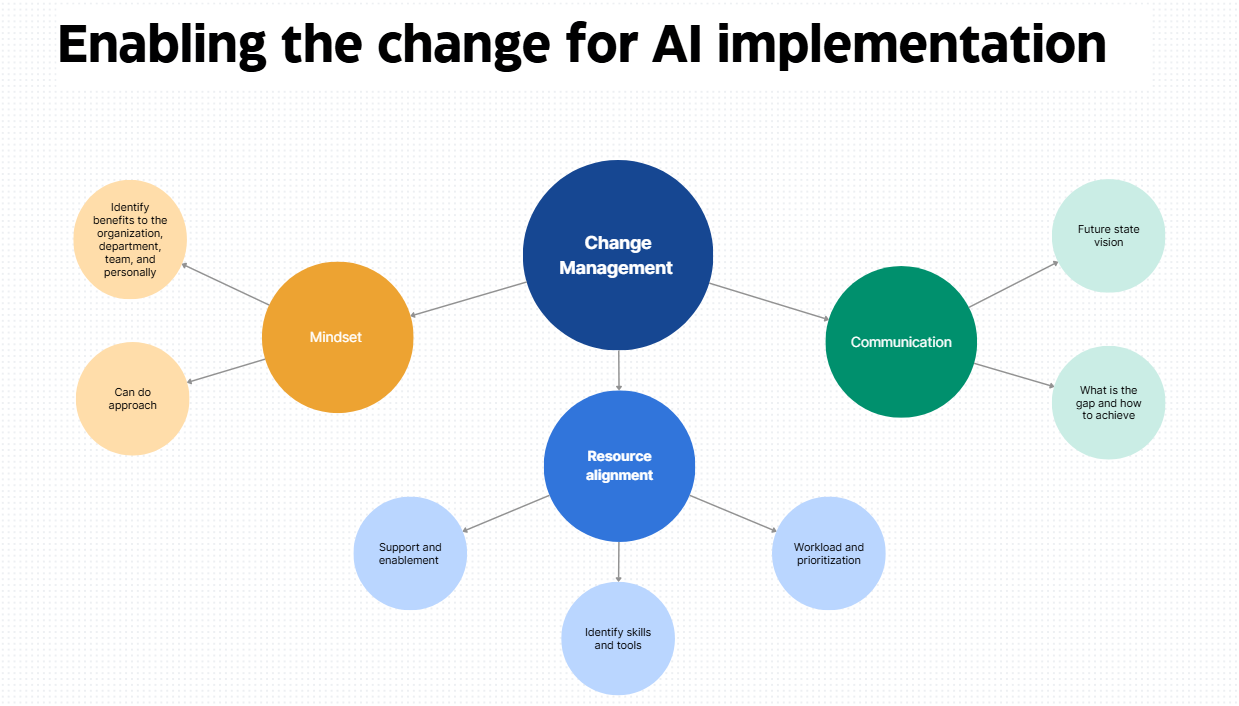 Enabling the change for AI implementation
Change
Management
Mindset
Identify
benefits to the
organization,
department,
team, and
personally
Can do
approach
Resource
alignment
Support and
enablement
Identify skills
and tools
Workload and
prioritization
Communication
Future state
vision
What is the
gap and how
to achieve